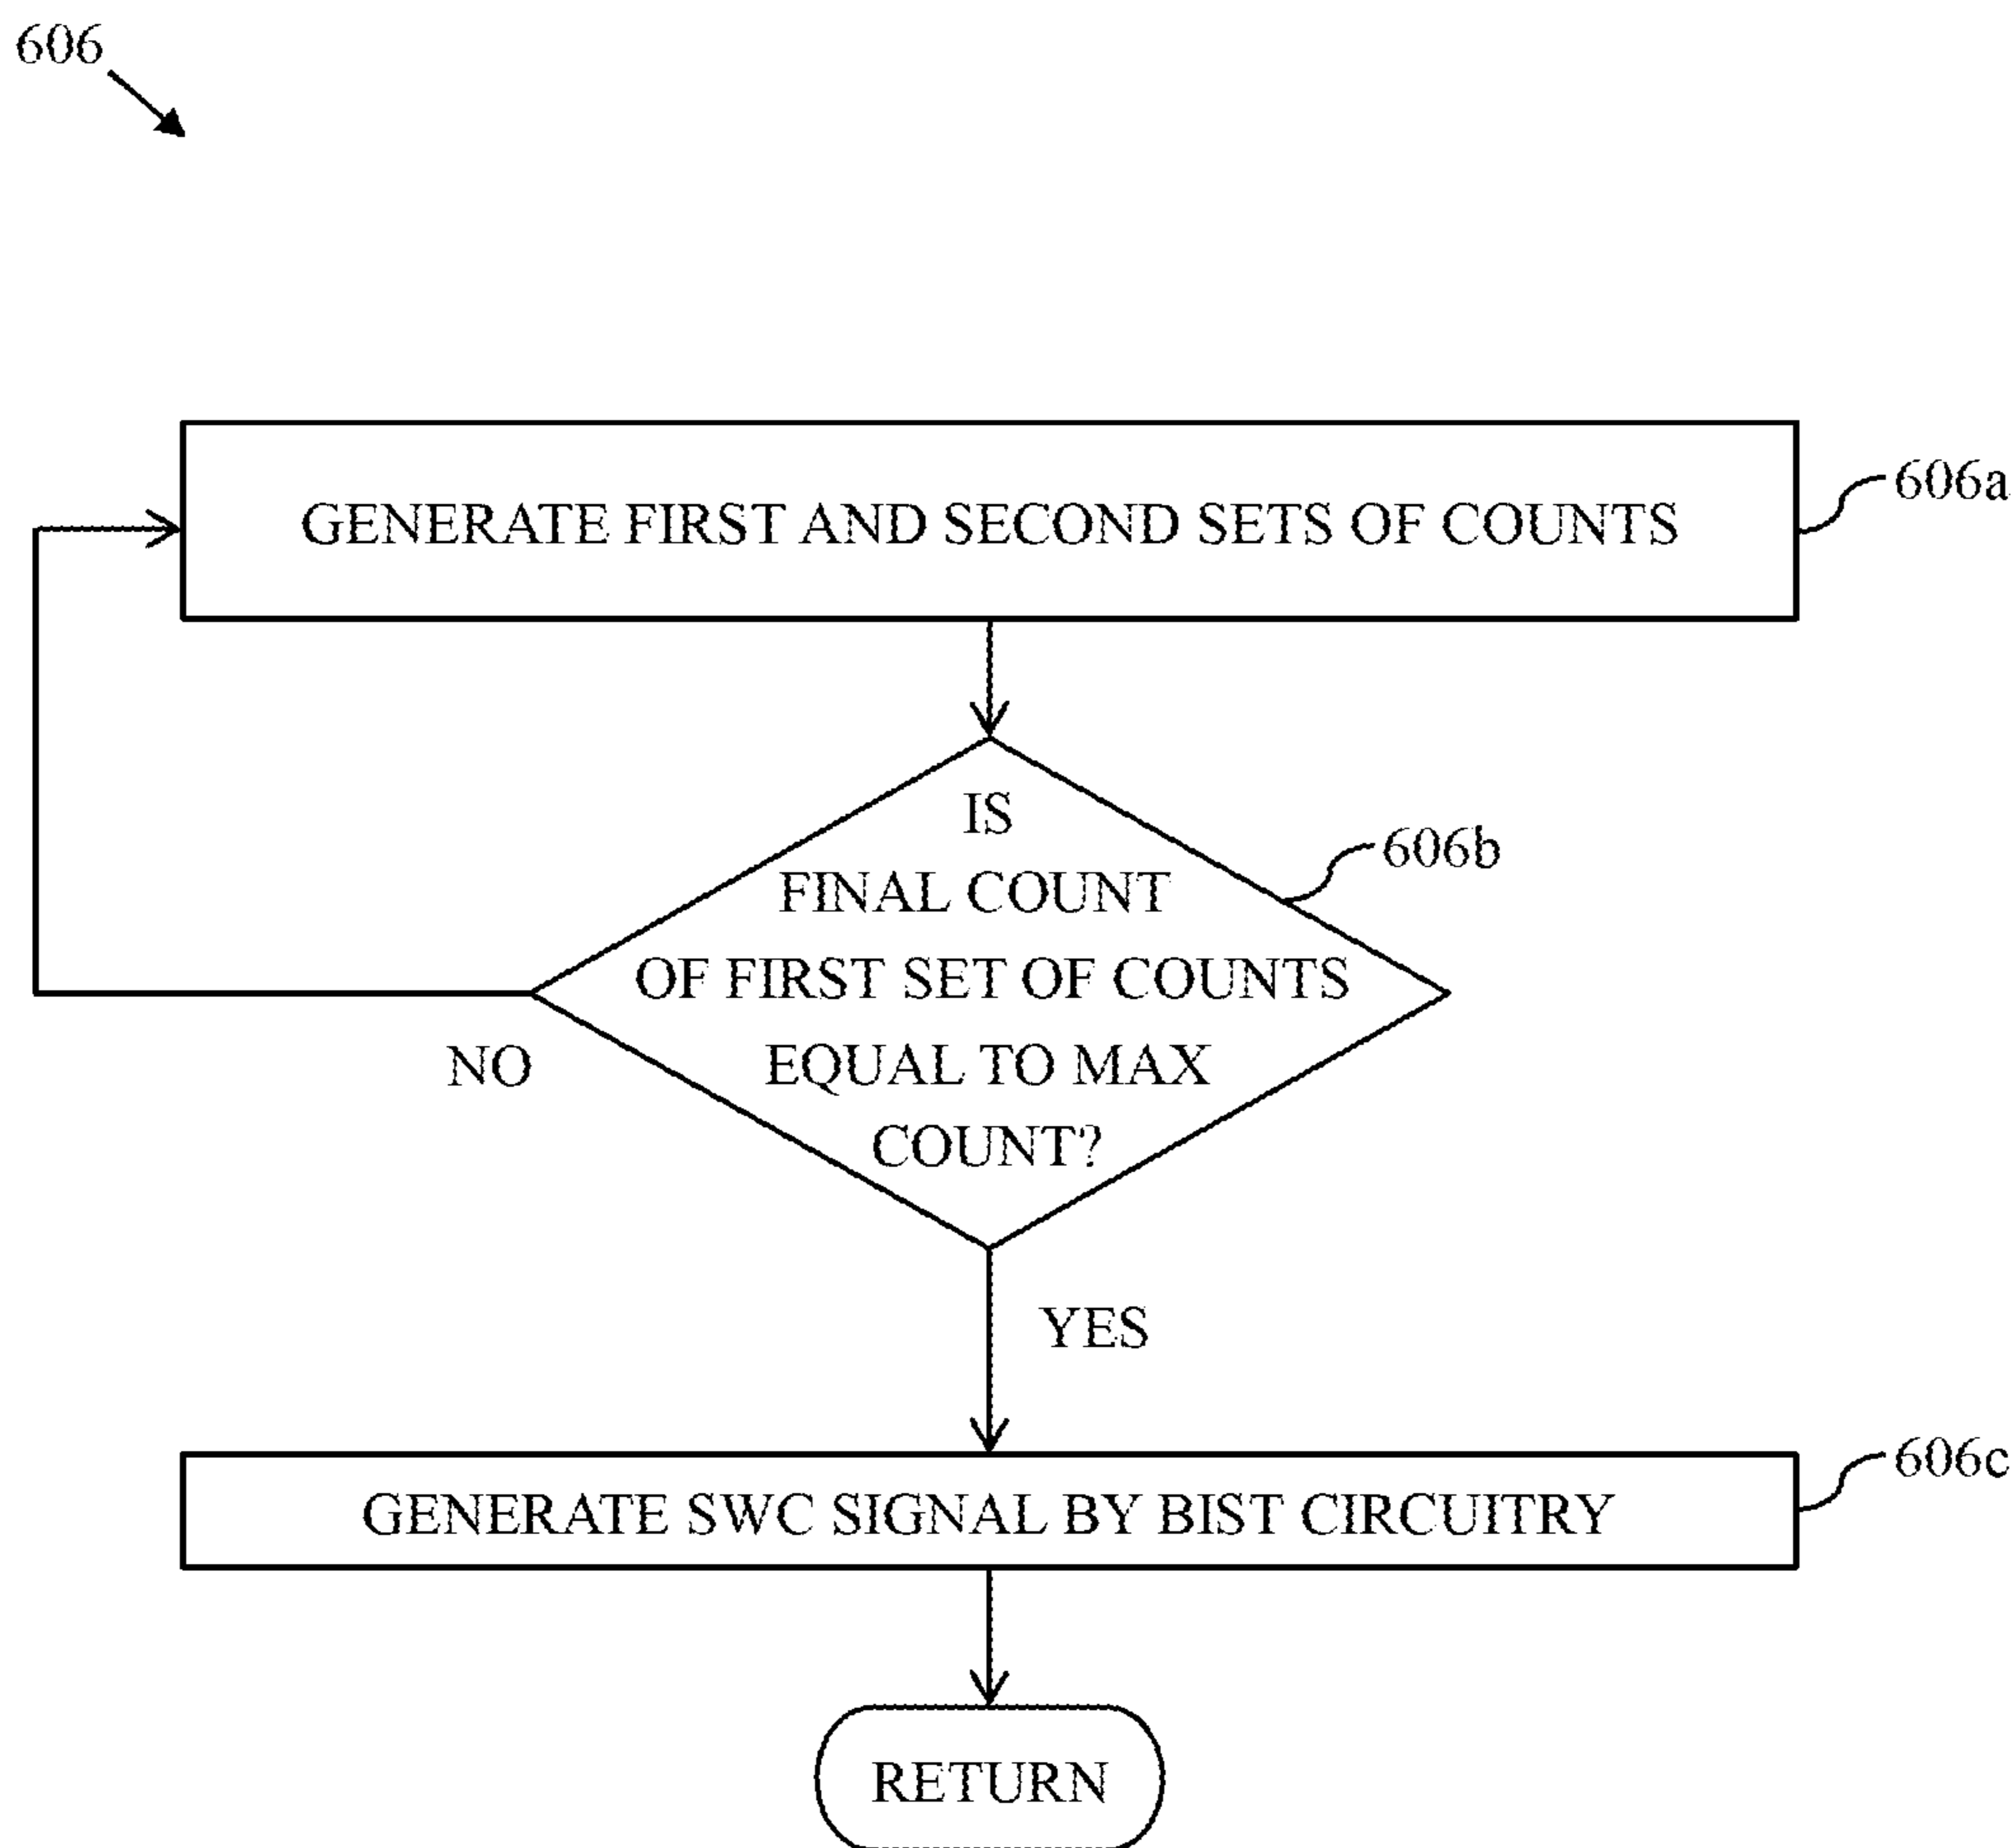 606
GENERATE FIRST AND SECOND SETS OF COUNTS
606a
IS
FINAL COUNT
OF FIRST SET OF COUNTS
EQUAL TO MAX
COUNT?
606b
NO
YES
GENERATE SWC SIGNAL BY BIST CIRCUITRY
606c
RETURN